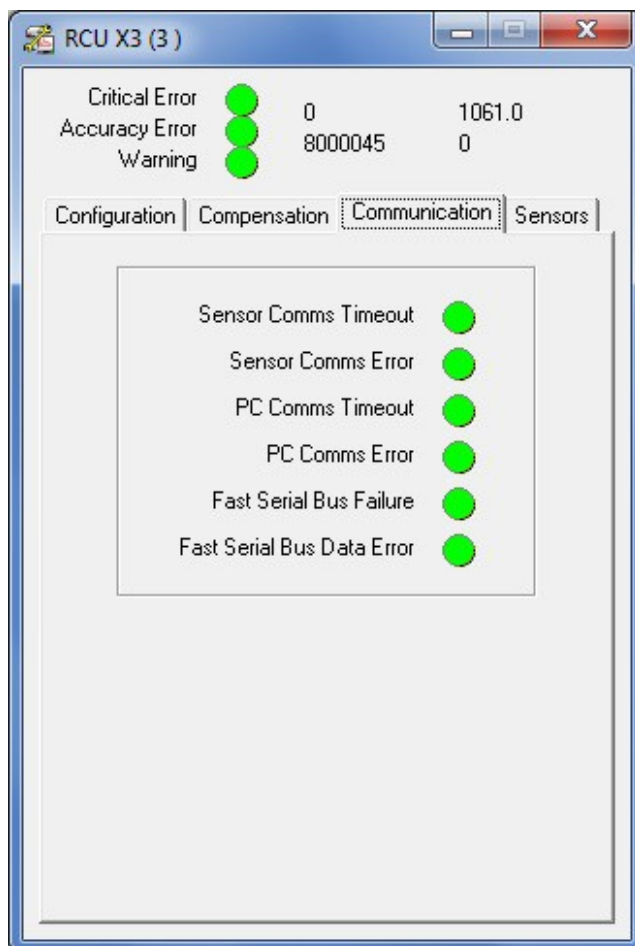 RCU X3 (3 )
Critical Error 0 1061.0
Accuracy Error 8000045 0
Warning
Configuration Compensation Communication Sensors
Sensor Comms Timeout
Sensor Comms Error
PC Comms Timeout
PC Comms Error
Fast Serial Bus Failure
Fast Serial Bus Data Error